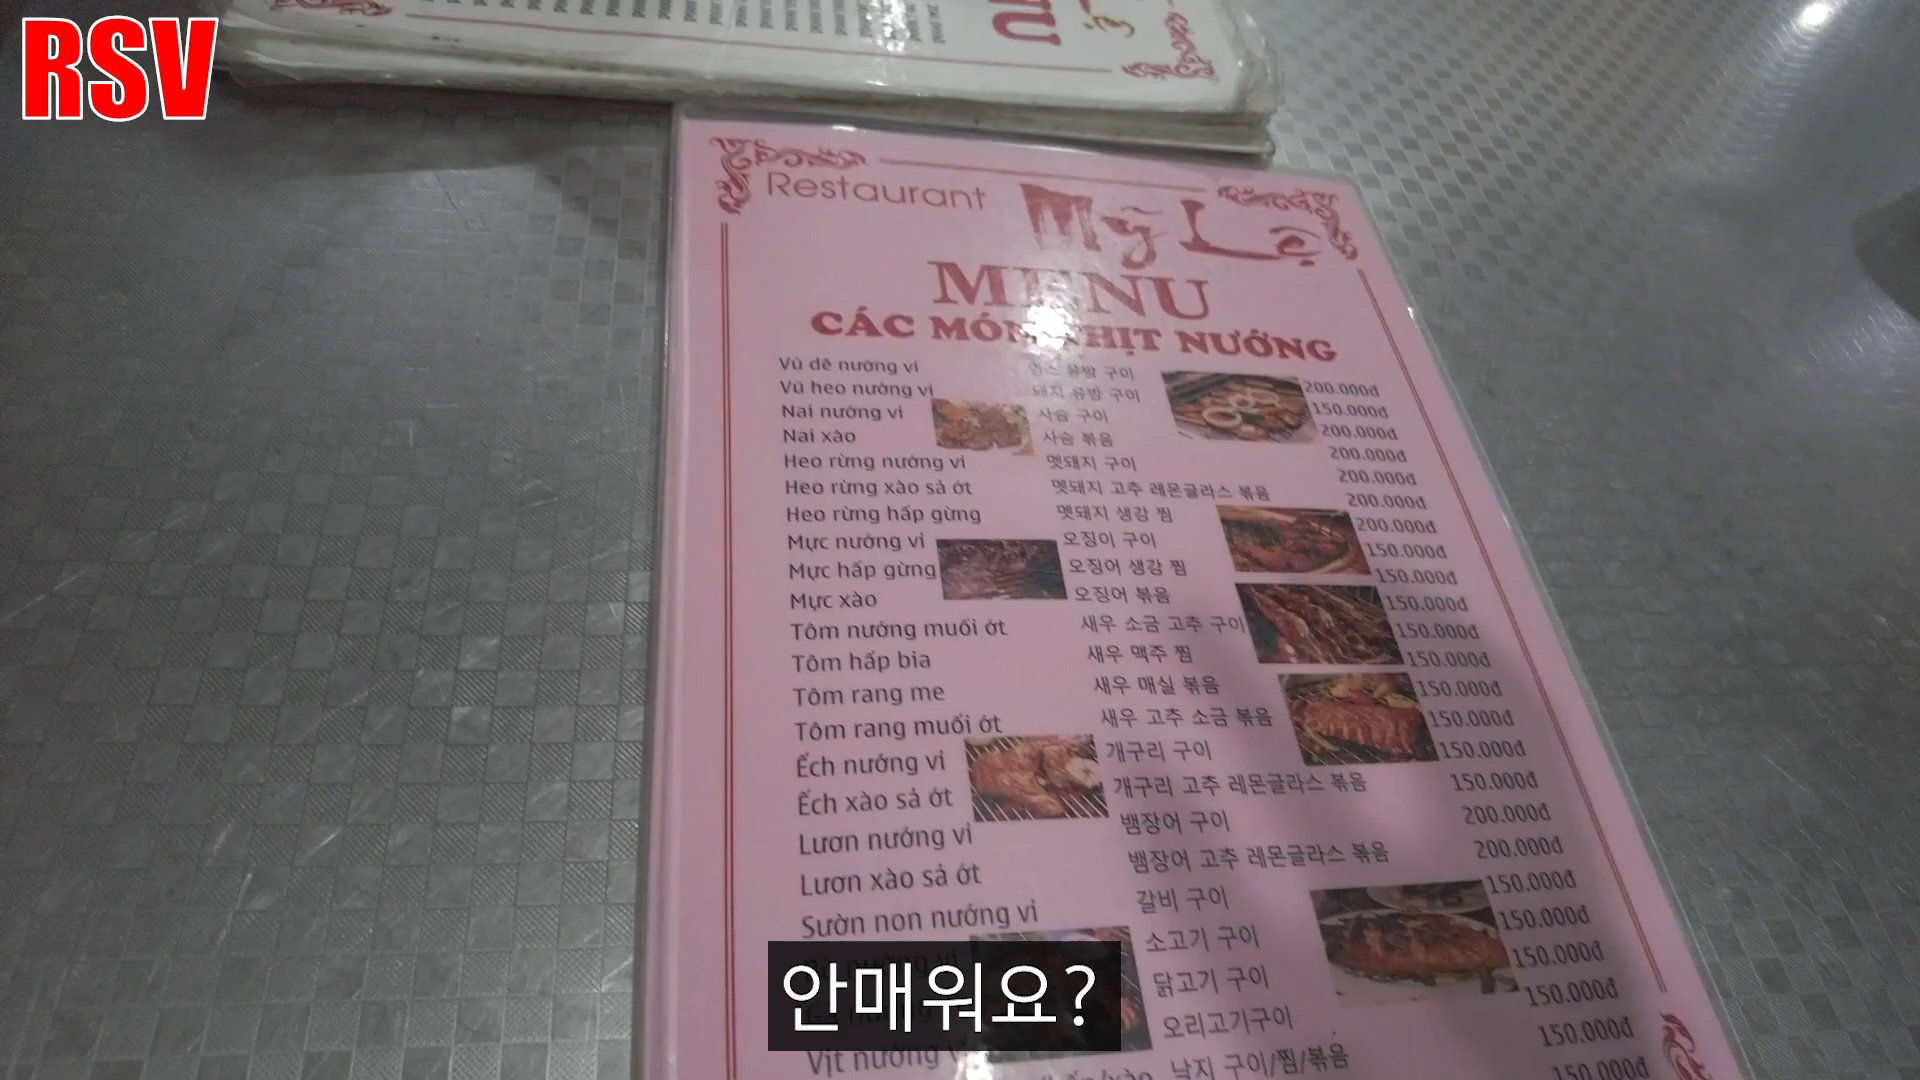 RSV
Restaurant Mỹ Lệ
MENU
CÁC MÓN THỊT NƯỚNG
Vú dê nướng vỉ 유방 구이 200.000đ
Vú heo nướng vỉ 돼지 유방 구이 150.000đ
Nai nướng vỉ 사슴 구이 200.000đ
Nai xào 사슴 볶음 200.000đ
Heo rừng nướng vỉ 멧돼지 구이 200.000đ
Heo rừng xào sả ớt 멧돼지 고추 레몬글라스 볶음 200.000đ
Heo rừng hấp gừng 멧돼지 생강 찜 200.000đ
Mực nướng vỉ 오징이 구이 150.000đ
Mực hấp gừng 오징어 생강 찜 150.000đ
Mực xào 오징어 볶음 150.000đ
Tôm nướng muối ớt 새우 소금 고추 구이 150.000đ
Tôm hấp bia 새우 맥주 찜 150.000đ
Tôm rang me 새우 매실 볶음 150.000đ
Tôm rang muối ớt 새우 고추 소금 볶음 150.000đ
Ếch nướng vỉ 개구리 구이 150.000đ
Ếch xào sả ớt 개구리 고추 레몬글라스 볶음 150.000đ
Lươn nướng vỉ 뱀장어 구이 200.000đ
Lươn xào sả ớt 뱀장어 고추 레몬글라스 볶음 200.000đ
Sườn non nướng vỉ 갈비 구이 150.000đ
소고기 구이 150.000đ
닭고기 구이 150.000đ
Vịt nướng 오리고기구이 150.000đ
낙지 구이/찜/볶음 150.000đ
150.000đ
안매워요?